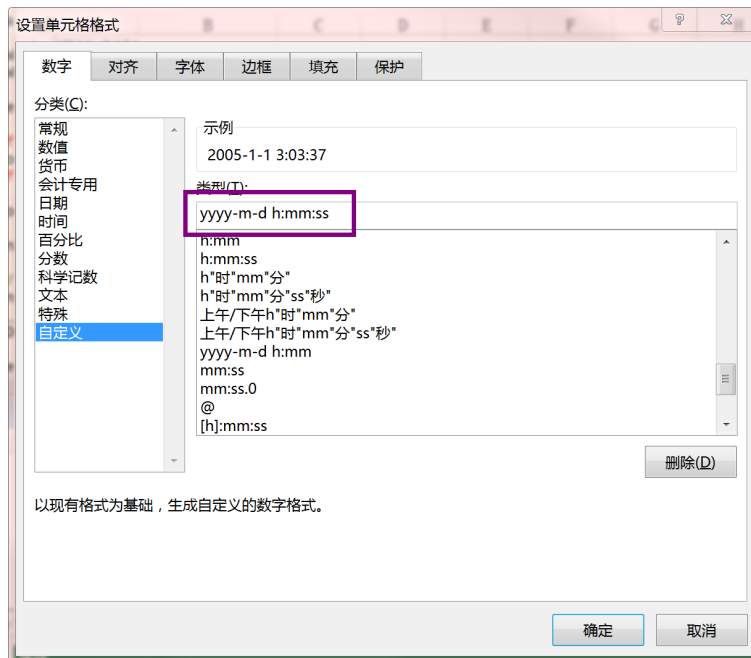 设置单元格格式
B C D E F G H
数字 对齐 字体 边框 填充 保护
分类(C):
常规
数值
货币
会计专用
日期
时间
百分比
分数
科学记数
文本
特殊
自定义
示例
2005-1-1 3:03:37
类型(T):
yyyy-m-d h:mm:ss
h:mm
h:mm:ss
h"时"mm"分"
h"时"mm"分"ss"秒"
上午/下午h"时"mm"分"
上午/下午h"时"mm"分"ss"秒"
yyyy-m-d h:mm
mm:ss
mm:ss.0
@
[h]:mm:ss
删除(D)
以现有格式为基础，生成自定义的数字格式。
确定 取消